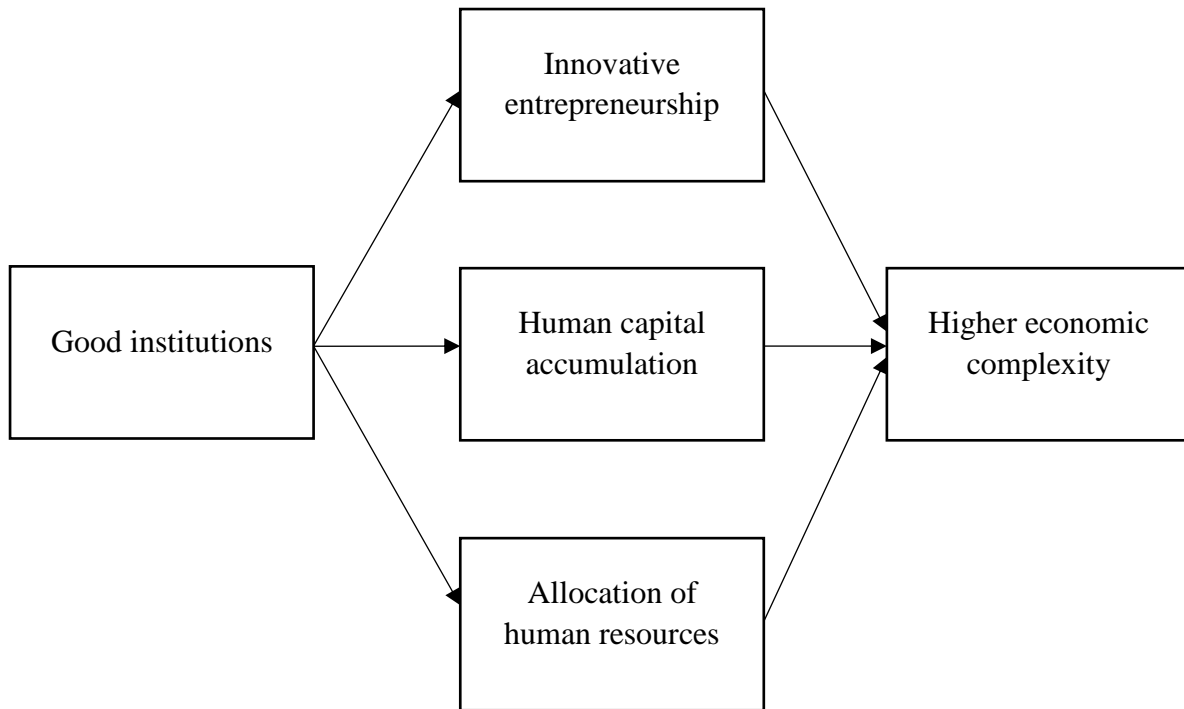 Innovative
entrepreneurship
Good institutions
Human capital
accumulation
Higher economic
complexity
Allocation of
human resources